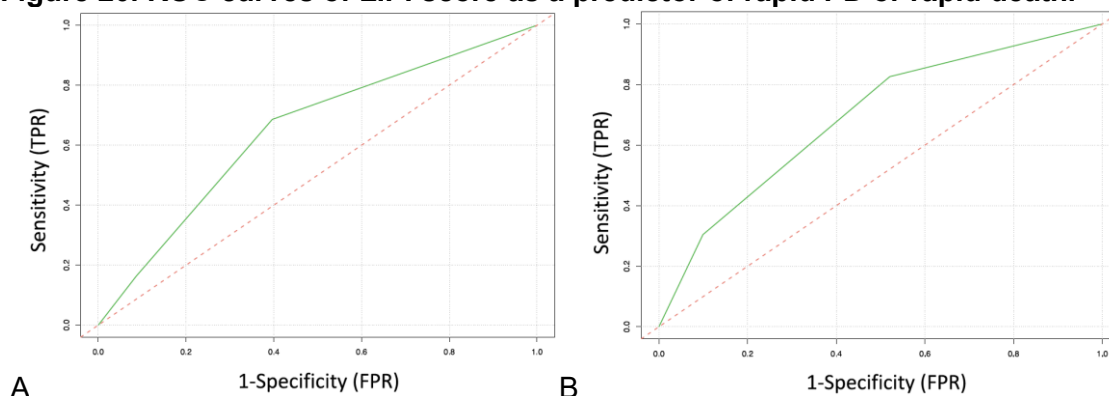 ROC curves of LIPI score as a predictor of rapid PD or rapid death.
Sensitivity (TPR)
1.0
0.8
0.6
0.4
0.2
0.0
0.0 0.2 0.4 0.6 0.8 1.0
1-Specificity (FPR)
A
Sensitivity (TPR)
1.0
0.8
0.6
0.4
0.2
0.0
0.0 0.2 0.4 0.6 0.8 1.0
1-Specificity (FPR)
B